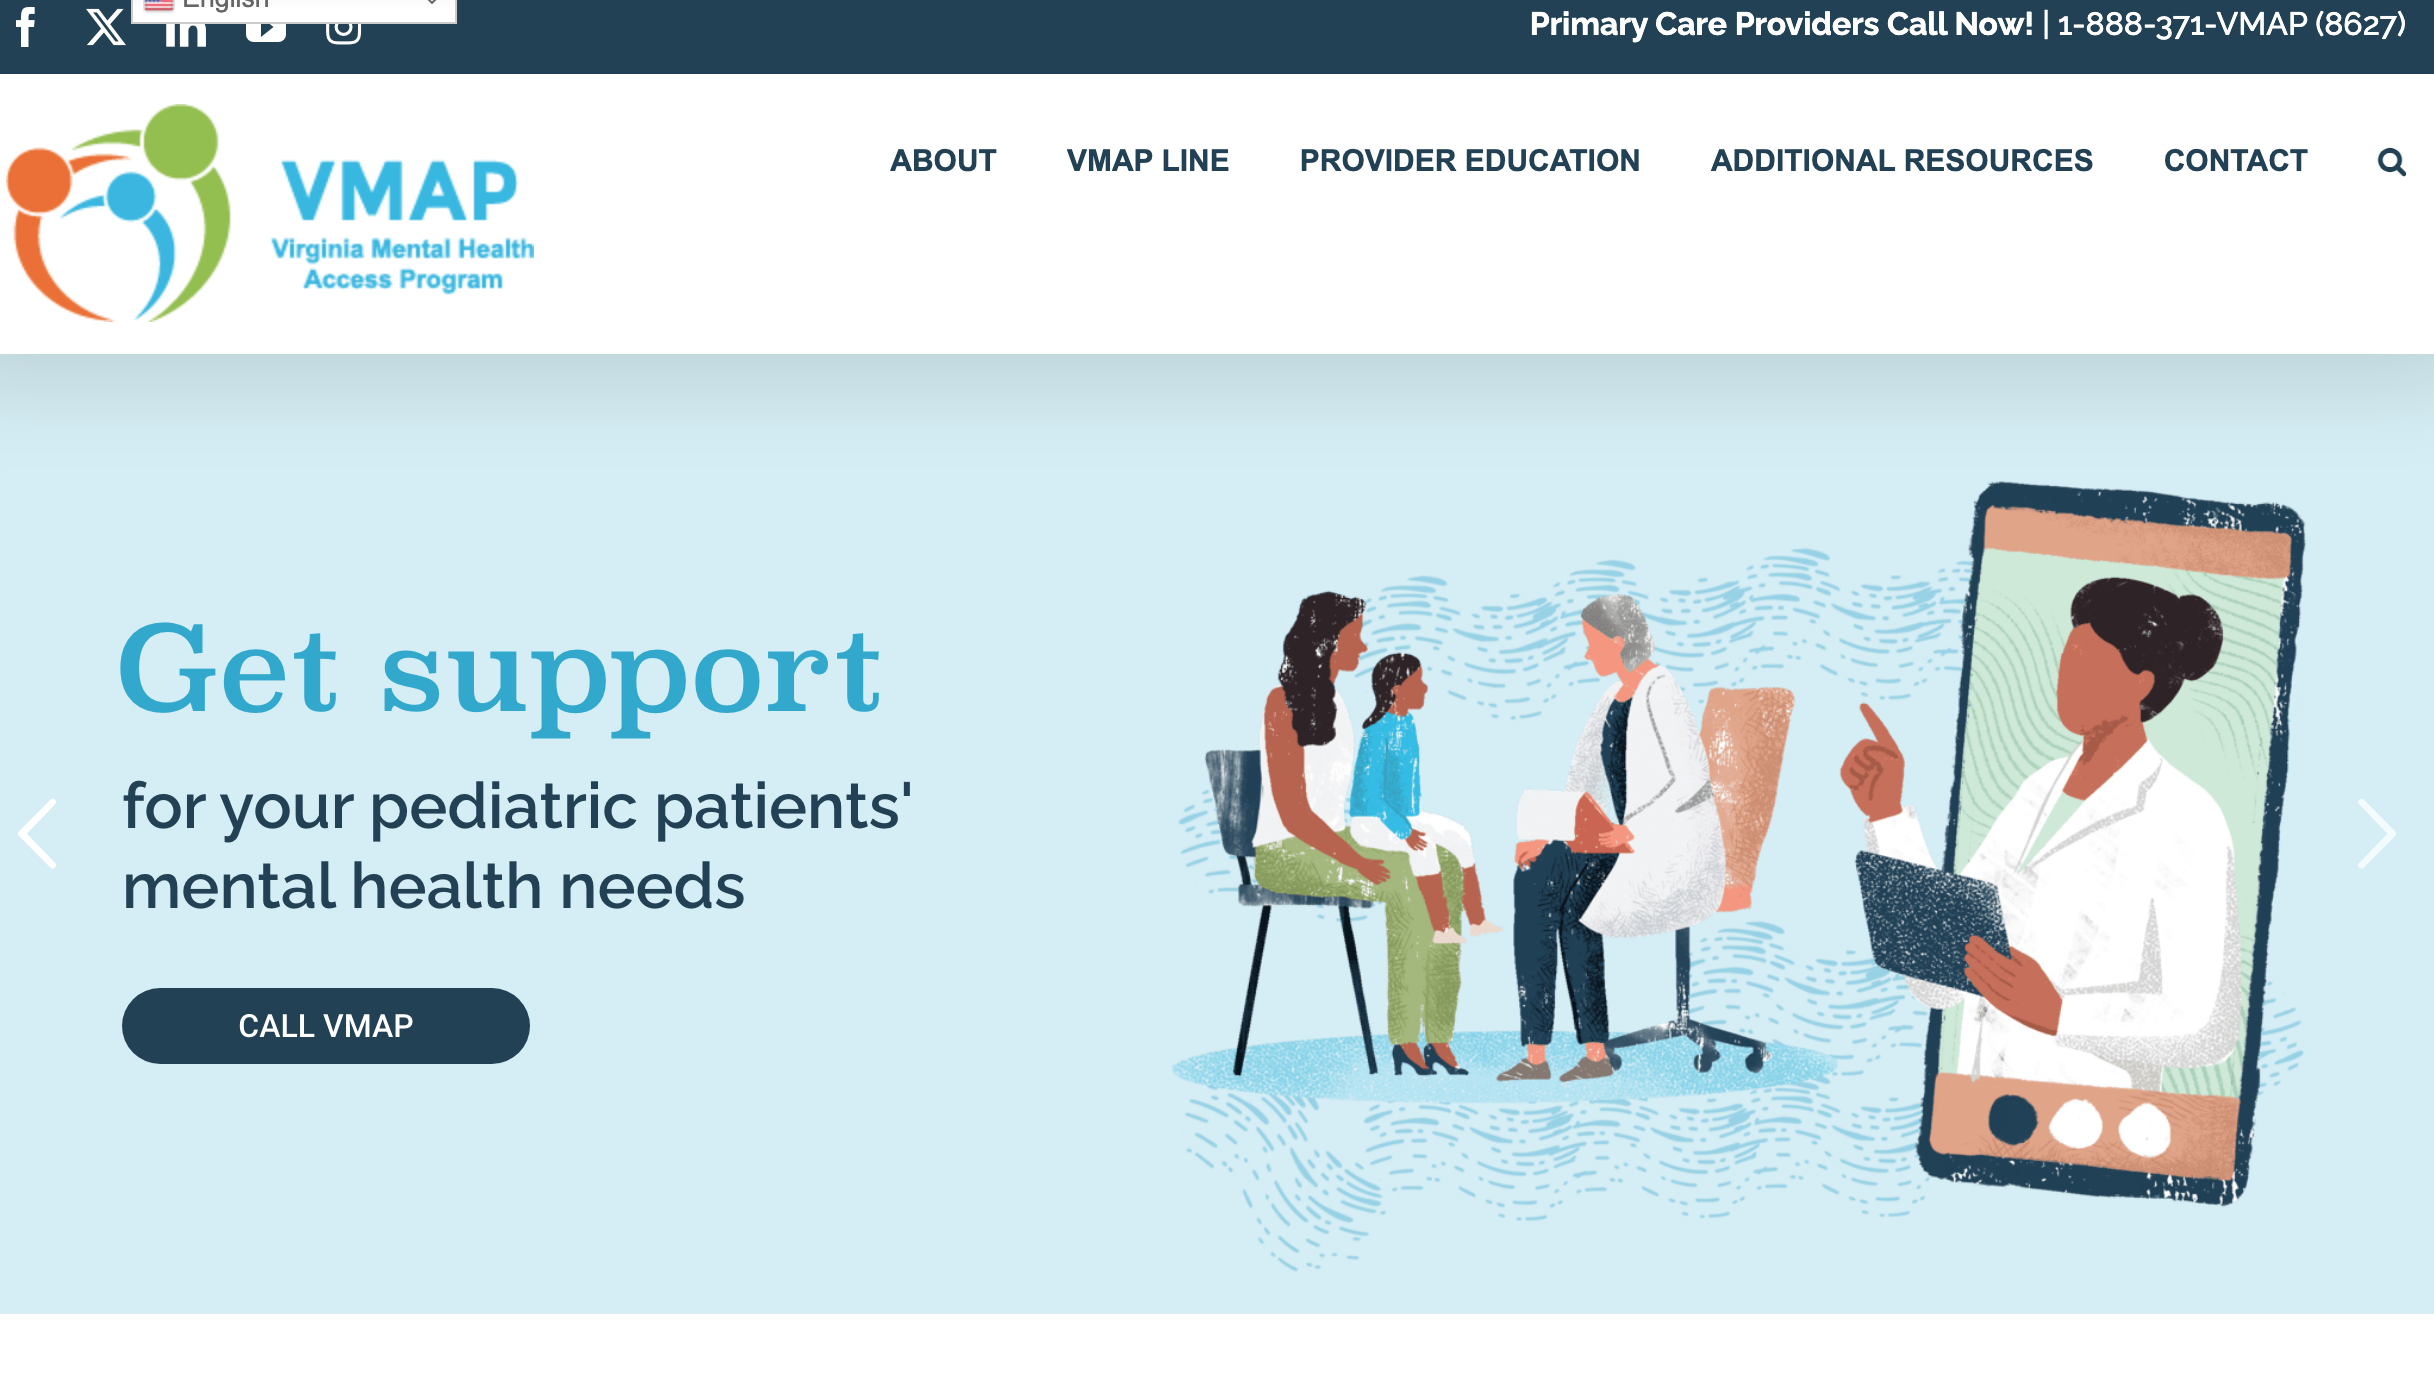 English
Primary Care Providers Call Now! | 1-888-371-VMAP (8627)
VMAP
Virginia Mental Health
Access Program
ABOUT VMAP LINE PROVIDER EDUCATION ADDITIONAL RESOURCES CONTACT
Get support
for your pediatric patients'
mental health needs
CALL VMAP